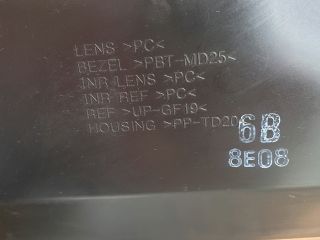 LENS >PC<
BEZEL >PBT-MD25<
INR LENS >PC<
INR REF >PC<
REF >UP-GF19<
HOUSING >PP-TD20
6B
8E08